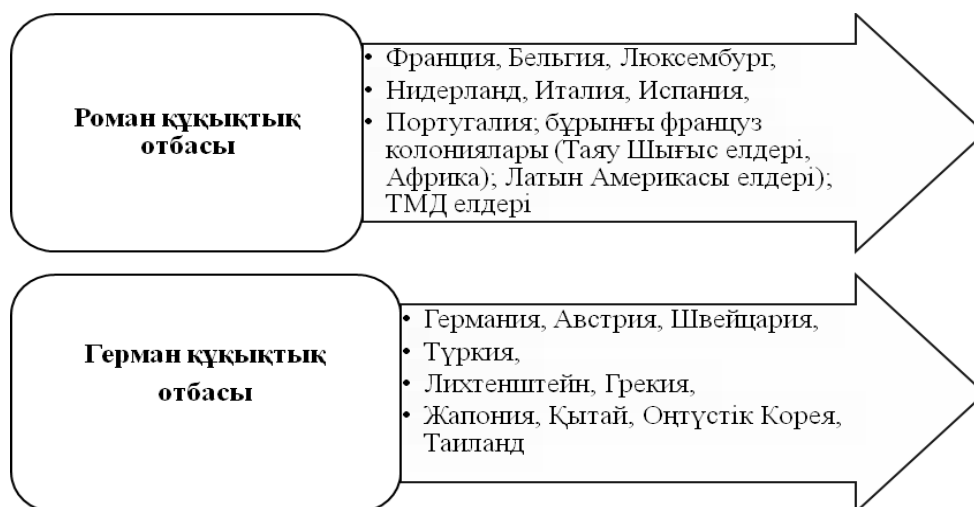 Роман құқықтық
отбасы
• Франция, Бельгия, Люксембург,
• Нидерланд, Италия, Испания,
• Португалия; бұрынғы француз
колониялары (Таяу Шығыс елдері,
Африка); Латын Америкасы елдері);
ТМД елдері
Герман құқықтық
отбасы
• Германия, Австрия, Швейцария,
• Түркия,
• Лихтенштейн, Грекия,
• Жапония, Қытай, Оңтүстік Корея,
Таиланд